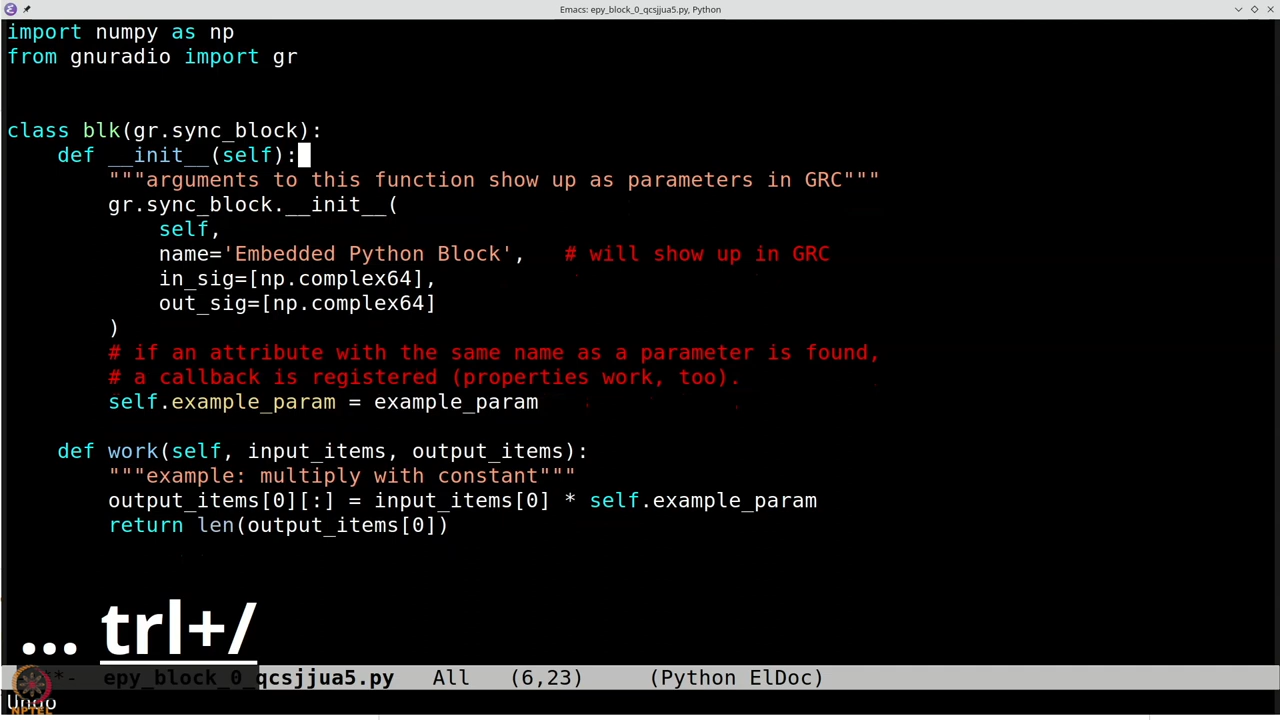 Emacs: epy_block_0_qcsjjua5.py, Python
import numpy as np
from gnuradio import gr
class blk(gr.sync_block):
    def __init__(self):
        """arguments to this function show up as parameters in GRC"""
        gr.sync_block.__init__(
            self,
            name='Embedded Python Block',   # will show up in GRC
            in_sig=[np.complex64],
            out_sig=[np.complex64]
        )
        # if an attribute with the same name as a parameter is found,
        # a callback is registered (properties work, too).
        self.example_param = example_param
    def work(self, input_items, output_items):
        """example: multiply with constant"""
        output_items[0][:] = input_items[0] * self.example_param
        return len(output_items[0])
... trl+/
*- epy_block_0_qcsjjua5.py All (6,23) (Python ElDoc)
Undo
NPTEL